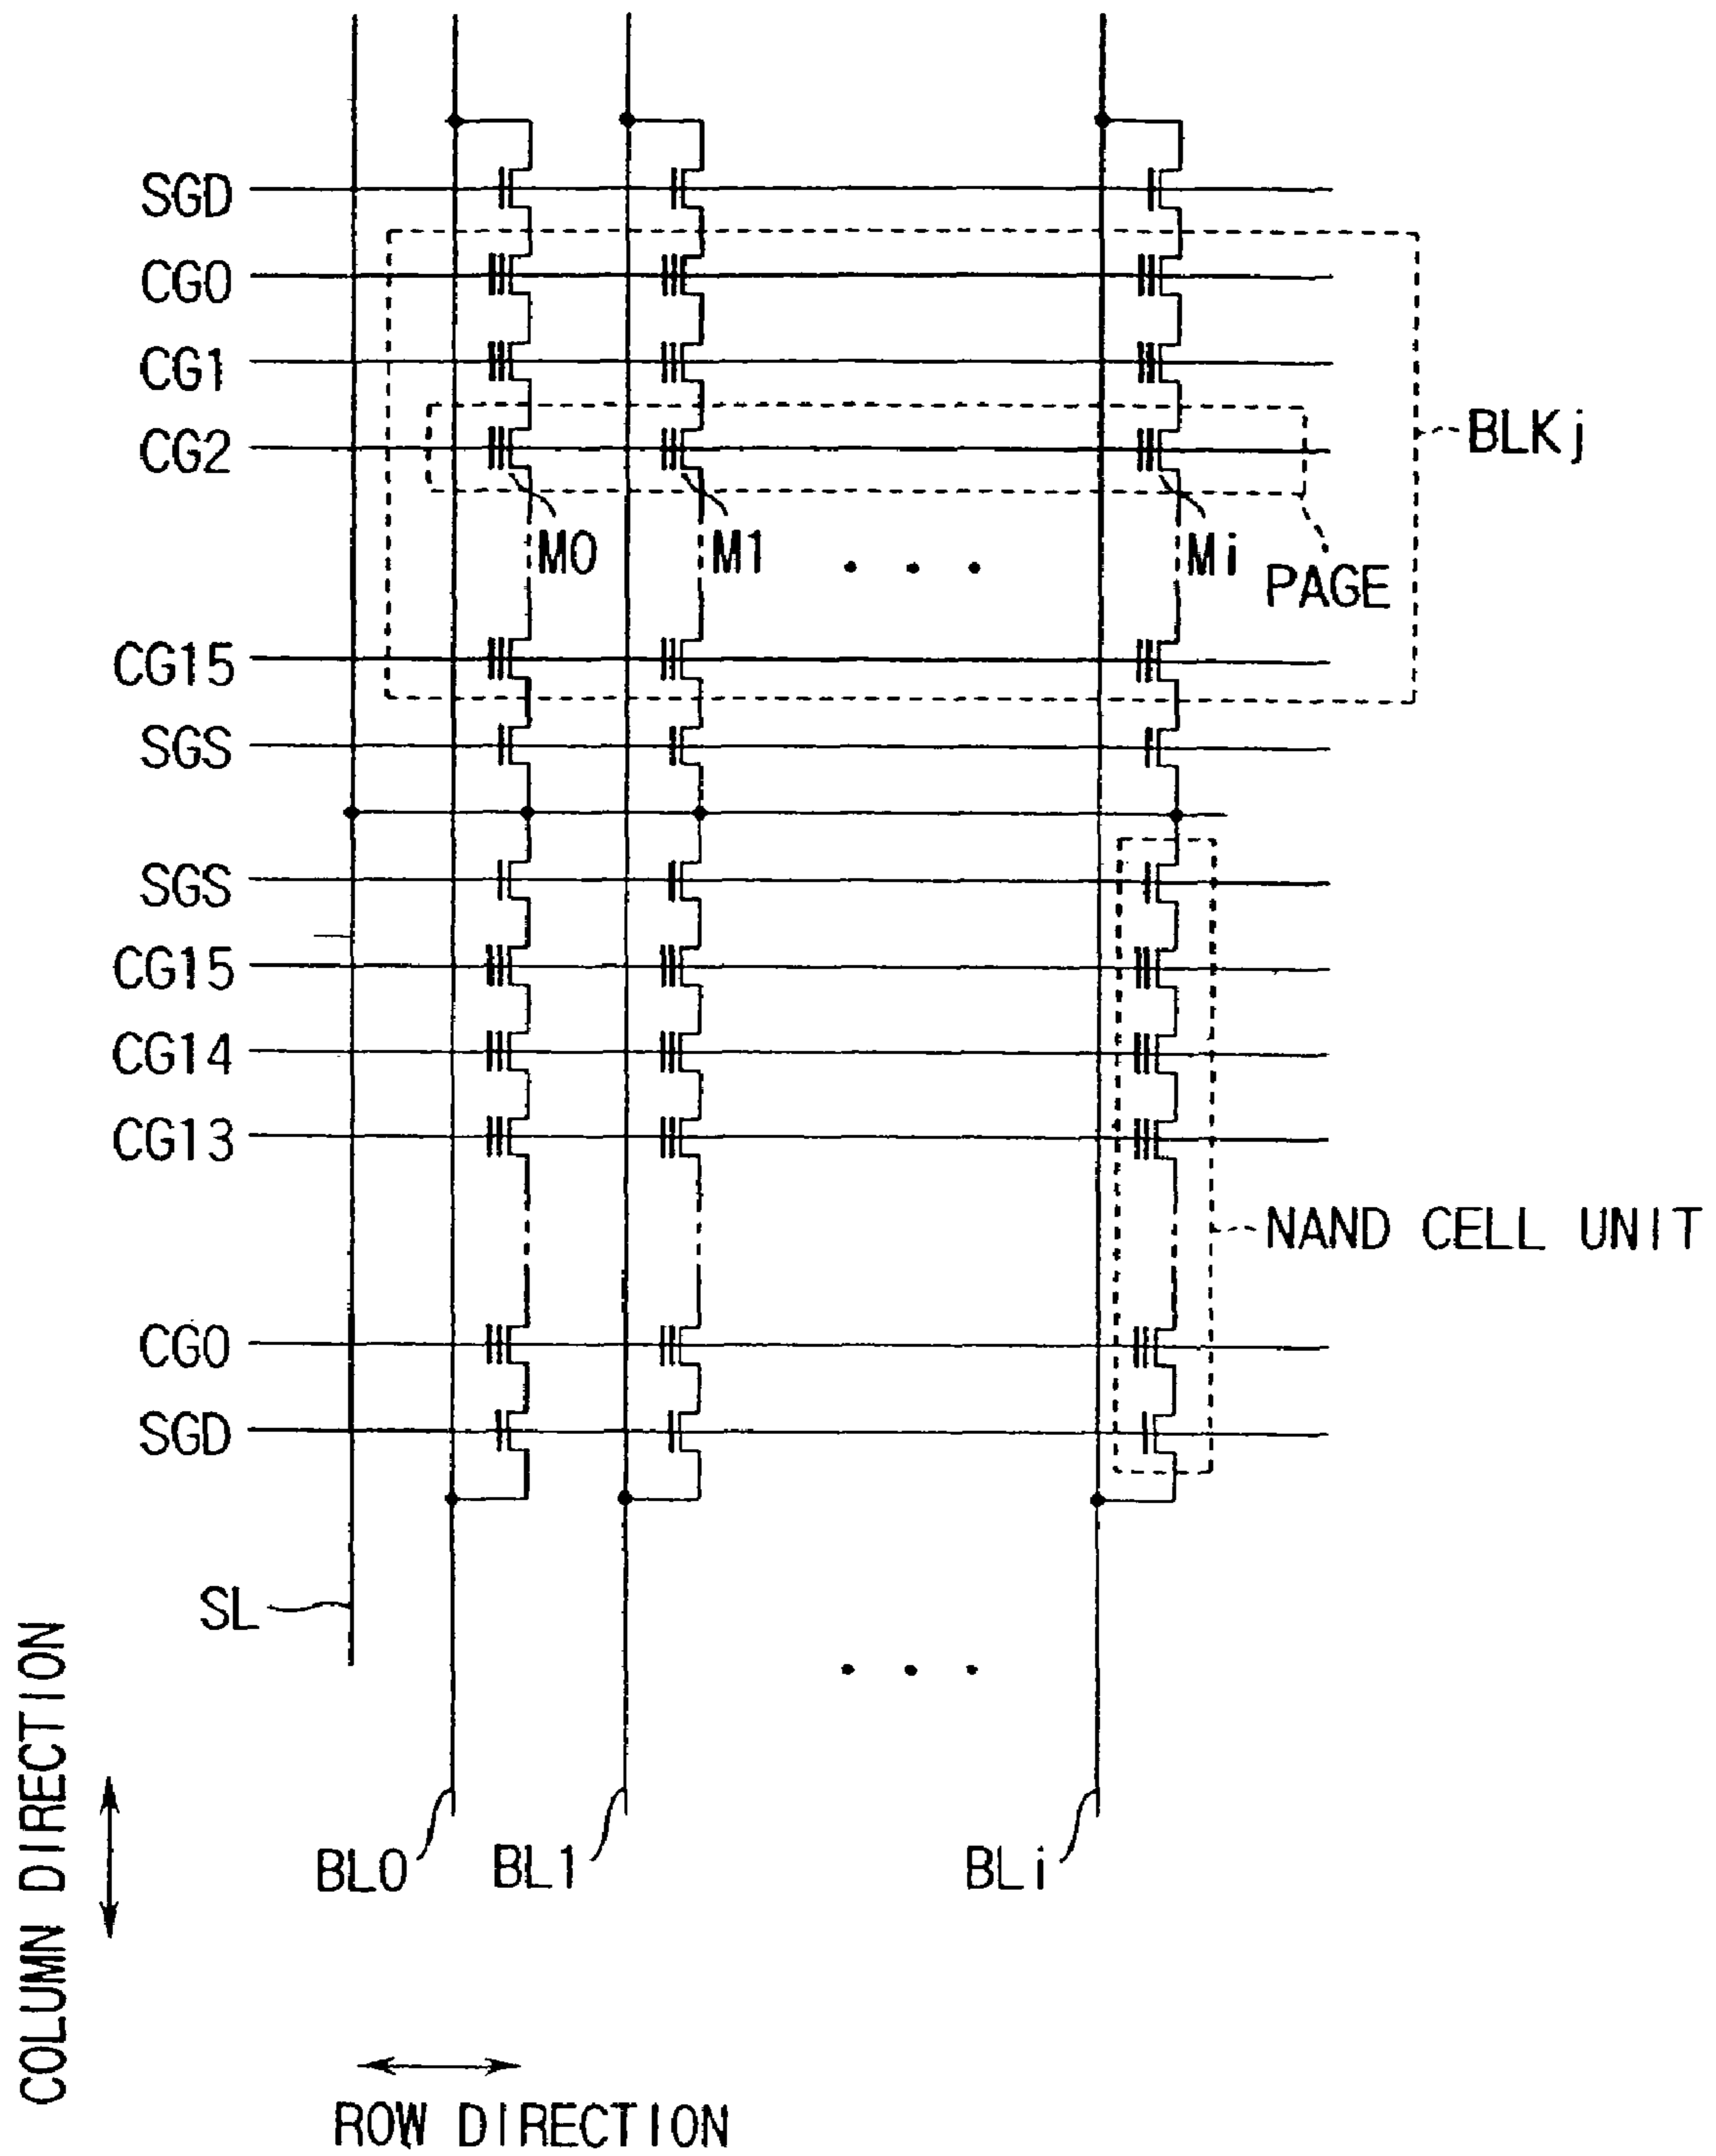 SGD
CG0
CG1
CG2
BLKj
M0 M1 Mi
PAGE
CG15
SGS
SGS
CG15
CG14
CG13
NAND CELL UNIT
CG0
SGD
SL
BL0 BL1 BLi
COLUMN DIRECTION
ROW DIRECTION